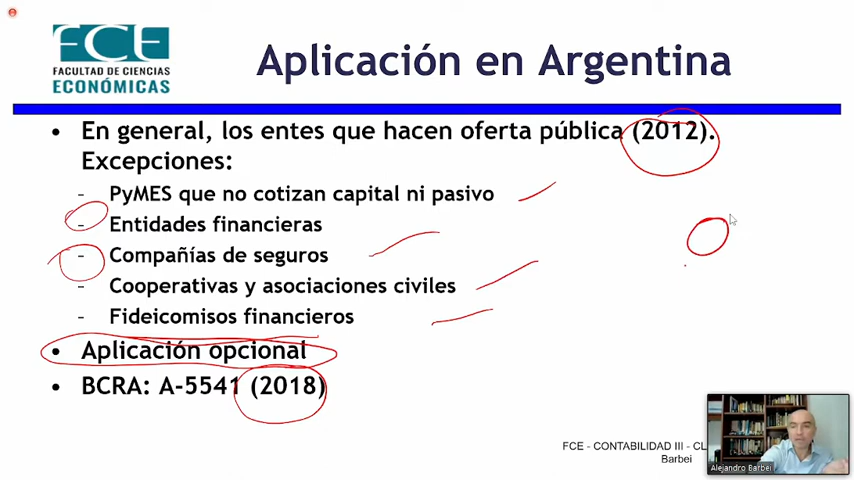 FCE
FACULTAD DE CIENCIAS
ECONÓMICAS
Aplicación en Argentina
• En general, los entes que hacen oferta pública (2012).
Excepciones:
- PyMES que no cotizan capital ni pasivo
- Entidades financieras
- Compañías de seguros
- Cooperativas y asociaciones civiles
- Fideicomisos financieros
• Aplicación opcional
• BCRA: A-5541 (2018)
FCE - CONTABILIDAD III - CL
Barbei
Alejandro Barbei